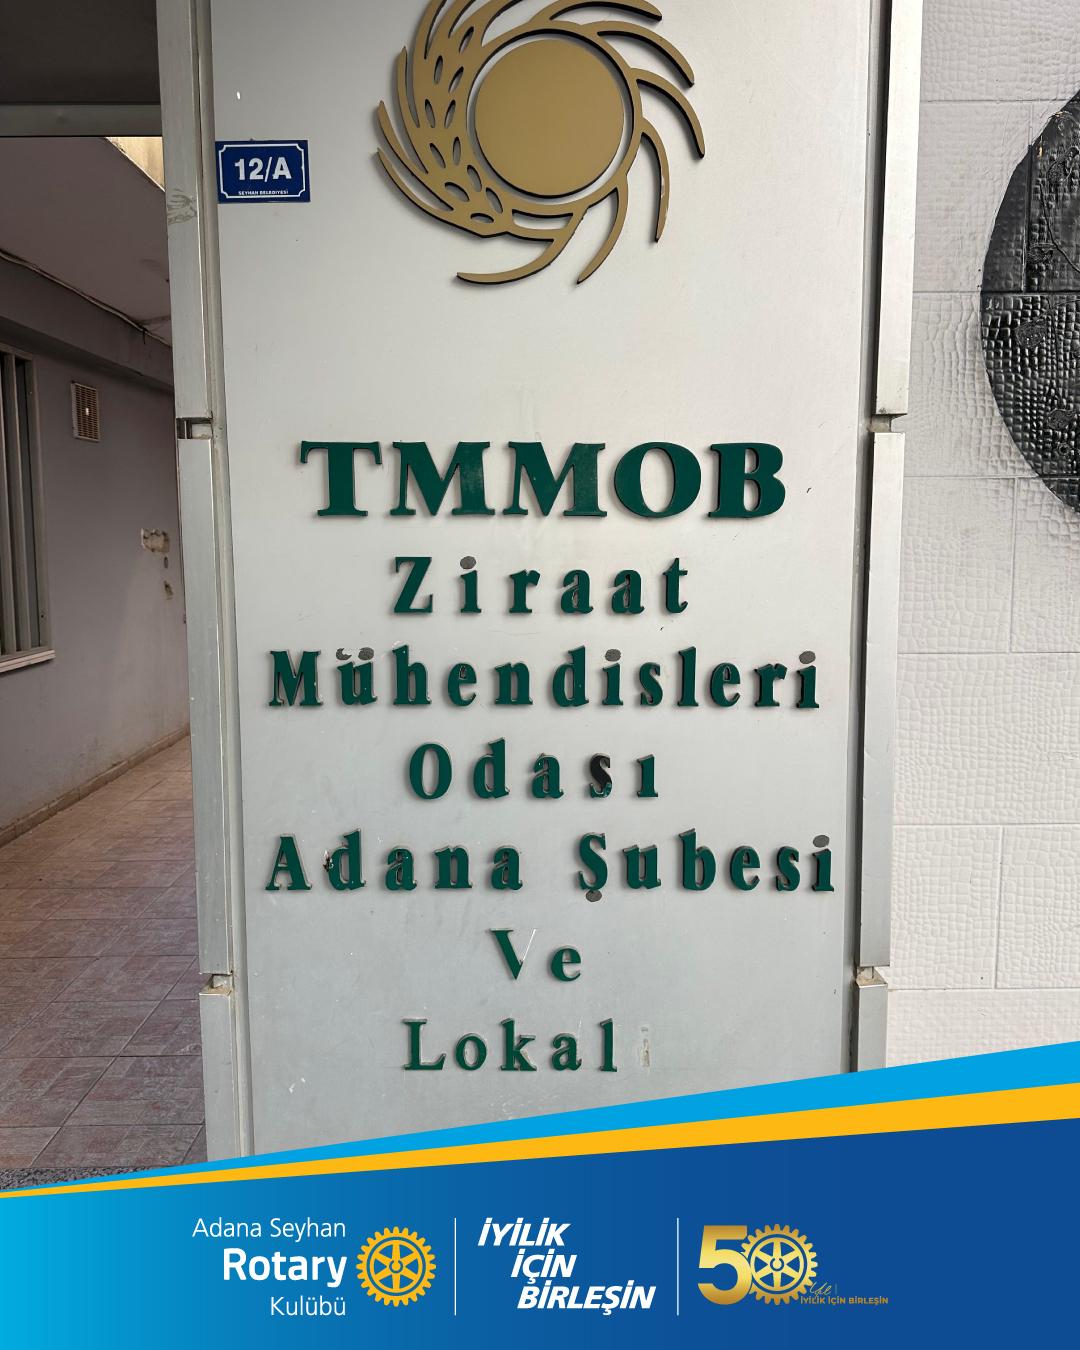 12/A
SEYHAN BELEDİYESİ
TMMOB
Ziraat
Mühendisleri
Odası
Adana Şubesi
Ve
Lokal
Adana Seyhan
Rotary
Kulübü
İYİLİK
İÇİN
BİRLEŞİN
50
İYİLİK İÇİN BİRLEŞİN